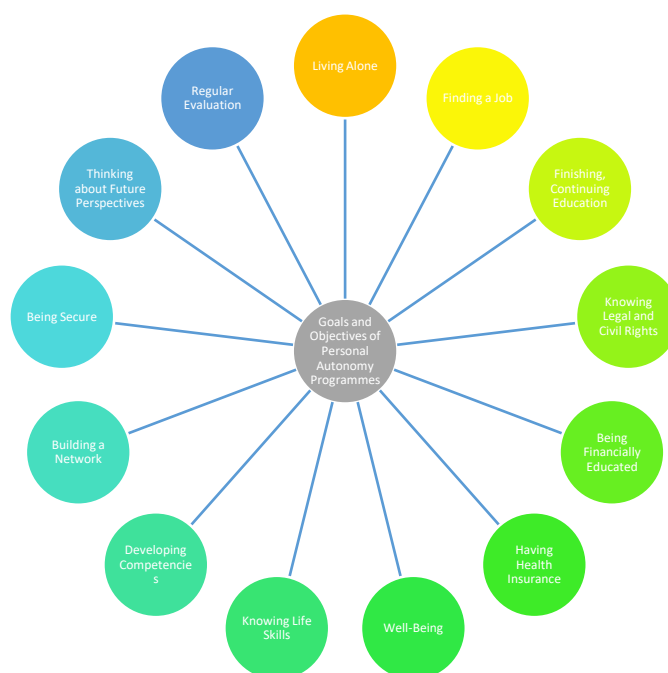 Living Alone
Finding a Job
Finishing,
Continuing
Education
Knowing
Legal and
Civil Rights
Being
Financially
Educated
Having
Health
Insurance
Well-Being
Knowing Life
Skills
Developing
Competencie
s
Building a
Network
Being Secure
Thinking
about Future
Perspectives
Regular
Evaluation
Goals and
Objectives of
Personal
Autonomy
Programmes